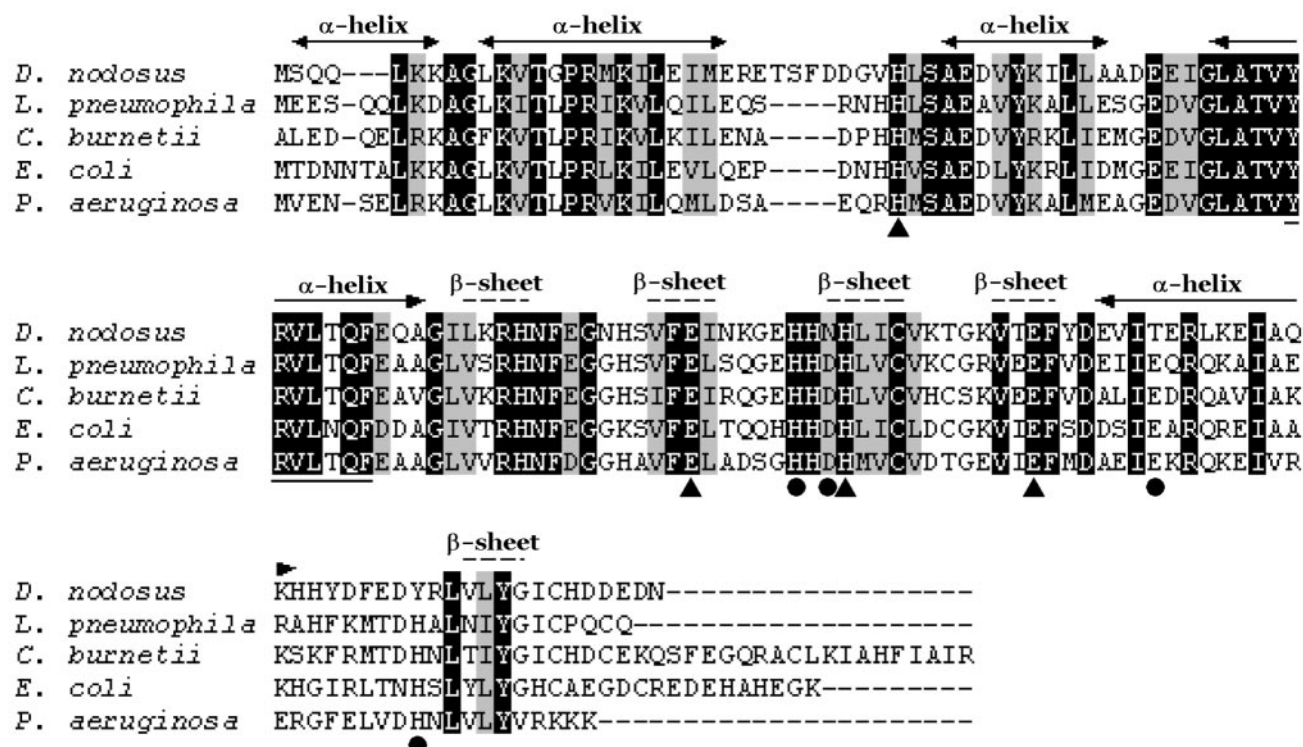 α-helix α-helix α-helix
D. nodosus MSQQ---LKKAGLKVTGPRMKILEIMERETSFDDGVHLSAEDVYKILLAADEEIGLATVY
L. pneumophila MEES-QQLKDAGLKITLPRIKVLQILEQS----RNHHLSAEAVYKALLESGEDVGLATVY
C. burnetii ALED-QELRKAGFKVTLPRIKVLKILENA----DPHHMSAEDVYRKLIEMGEDVGLATVY
E. coli MTDNNTALKKAGLKVTLPRLKILEVLQEP----DNHHVSAEDLYKRLIDMGEEIGLATVY
P. aeruginosa MVEN-SELRKAGLKVTLPRVKILQMLDSA----EQRHMSAEDVYKALMEAGEDVGLATVY
α-helix β-sheet β-sheet β-sheet β-sheet α-helix
D. nodosus RVLTQFEQAGILKRHNFEGNHSVFEINKGEHHNHLICVKTGKVTEFYDEVITERLKEIAQ
L. pneumophila RVLTQFEAAGLVSRHNFEGGHSVFELSQGEHHDHLVCVKCGRVEEFVDEIIEQRQKAIAE
C. burnetii RVLTQFEAVGLVKRHNFEGGHSIFEIRQGEHHDHLVCVHCSKVEEFVDALIEDRQAVIAK
E. coli RVLNQFDDAGIVTRHNFEGGKSVFELTQQHHHDHLICLDCGKVIEFSDDSIEARQREIAA
P. aeruginosa RVLTQFEAAGLVVRHNFDGGHAVFELADSGHHDHMVCVDTGEVIEFMDAEIEKRQKEIVR
β-sheet
D. nodosus KHHYDFEDYRLVLYGICHDDEDN-------------------
L. pneumophila RAHFKMTDHALNIYGICPQCQ---------------------
C. burnetii KSKFRMTDHNLTIYGICHDCEKQSFEGQRACLKIAHFIAIR
E. coli KHGIRLTNHSLYLYGHCAEGDCREDEHAHEGK---------
P. aeruginosa ERGFELVDHNLVLYVRKKK-----------------------